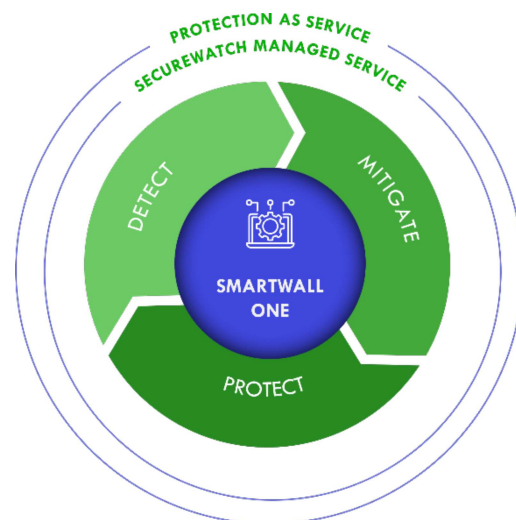 PROTECTION AS SERVICE
SECUREWATCH MANAGED SERVICE
DETECT
MITIGATE
SMARTWALL
ONE
PROTECT